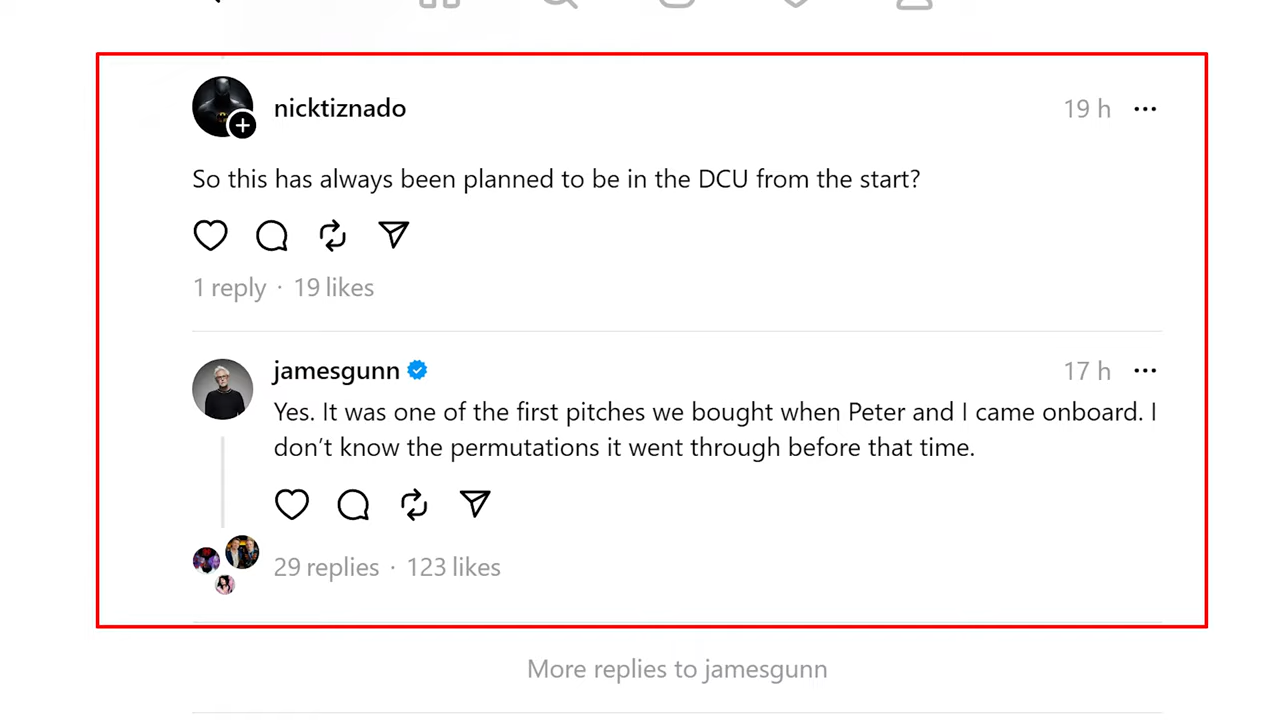 nicktiznado
19 h
So this has always been planned to be in the DCU from the start?
1 reply · 19 likes
jamesgunn
17 h
Yes. It was one of the first pitches we bought when Peter and I came onboard. I
don’t know the permutations it went through before that time.
29 replies · 123 likes
More replies to jamesgunn